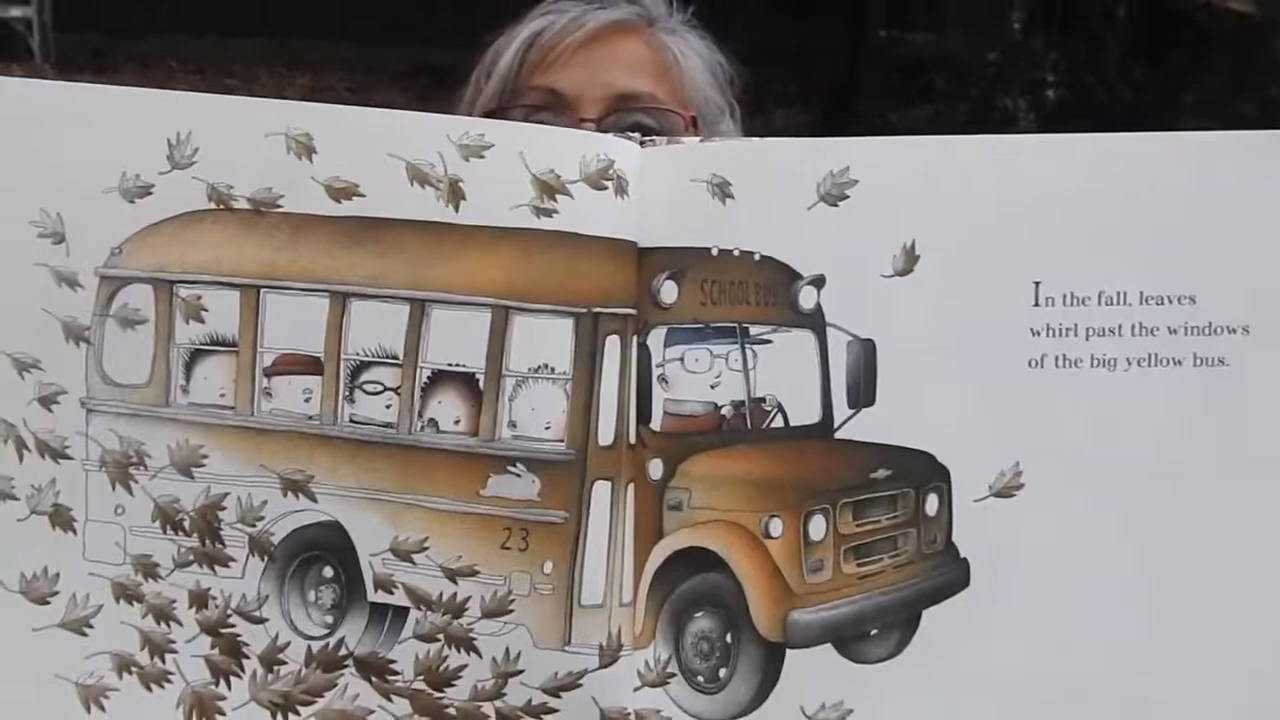 SCHOOL BUS
In the fall, leaves
whirl past the windows
of the big yellow bus.
23